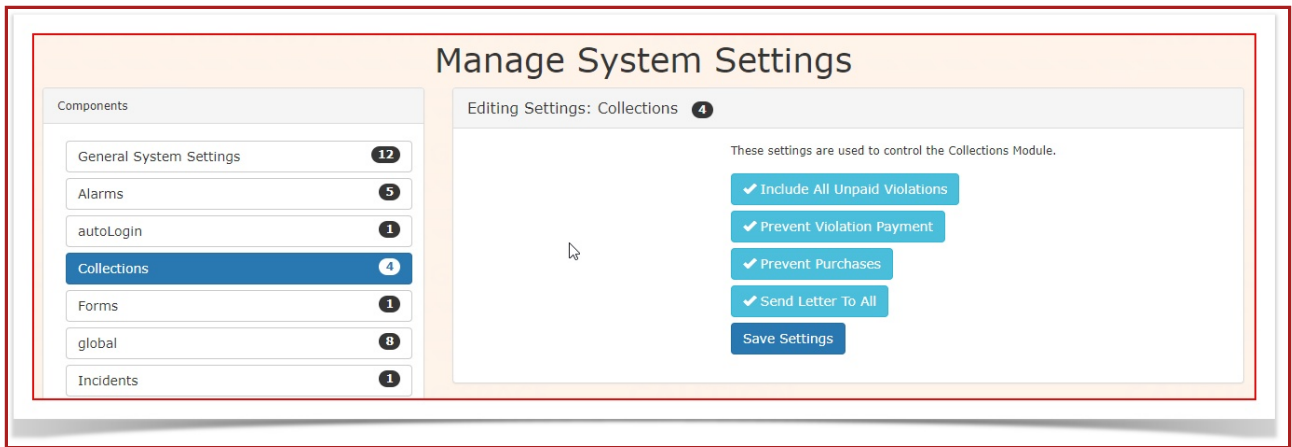 Manage System Settings
Components
General System Settings 12
Alarms 5
autoLogin 1
Collections 4
Forms 1
global 8
Incidents 1
Editing Settings: Collections 4
These settings are used to control the Collections Module.
Include All Unpaid Violations
Prevent Violation Payment
Prevent Purchases
Send Letter To All
Save Settings